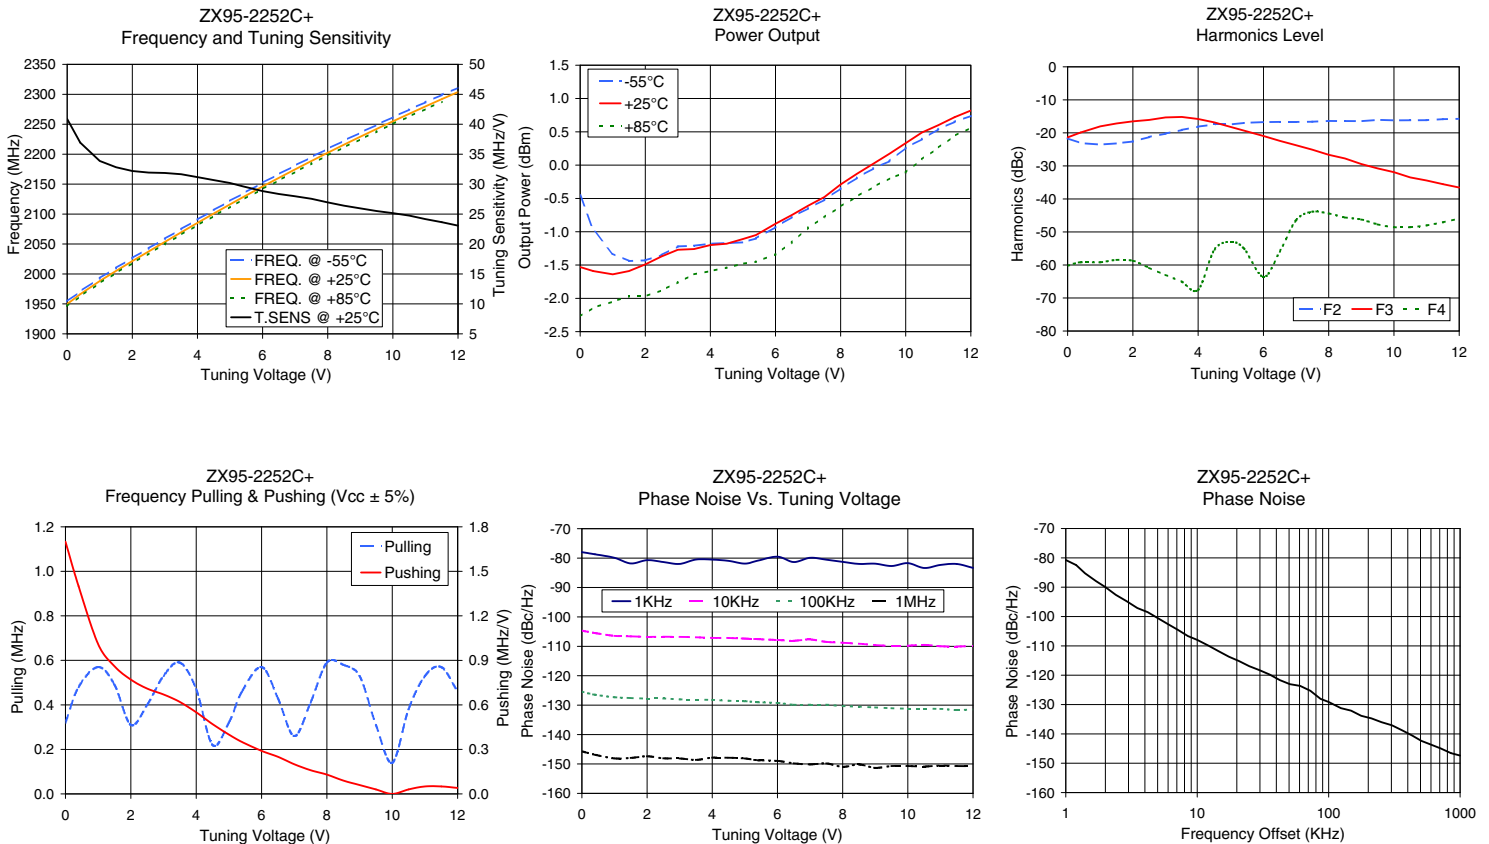 ZX95-2252C+
Frequency and Tuning Sensitivity
2350
2300
2250
2200
2150
2100
2050
2000
1950
1900
50
45
40
35
30
25
20
15
10
5
Frequency (MHz)
Tuning Sensitivity (MHz/V)
FREQ. @ -55°C
FREQ. @ +25°C
FREQ. @ +85°C
T.SENS @ +25°C
0 2 4 6 8 10 12
Tuning Voltage (V)
ZX95-2252C+
Power Output
1.5
1.0
0.5
0.0
-0.5
-1.0
-1.5
-2.0
-2.5
Output Power (dBm)
-55°C
+25°C
+85°C
0 2 4 6 8 10 12
Tuning Voltage (V)
ZX95-2252C+
Harmonics Level
0
-10
-20
-30
-40
-50
-60
-70
-80
Harmonics (dBc)
F2 F3 F4
0 2 4 6 8 10 12
Tuning Voltage (V)
ZX95-2252C+
Frequency Pulling & Pushing (Vcc ± 5%)
1.2
1.0
0.8
0.6
0.4
0.2
0.0
1.8
1.5
1.2
0.9
0.6
0.3
0.0
Pulling (MHz)
Pushing (MHz/V)
Pulling
Pushing
0 2 4 6 8 10 12
Tuning Voltage (V)
ZX95-2252C+
Phase Noise Vs. Tuning Voltage
-70
-80
-90
-100
-110
-120
-130
-140
-150
-160
Phase Noise (dBc/Hz)
1KHz 10KHz 100KHz 1MHz
0 2 4 6 8 10 12
Tuning Voltage (V)
ZX95-2252C+
Phase Noise
-70
-80
-90
-100
-110
-120
-130
-140
-150
-160
Phase Noise (dBc/Hz)
1 10 100 1000
Frequency Offset (KHz)